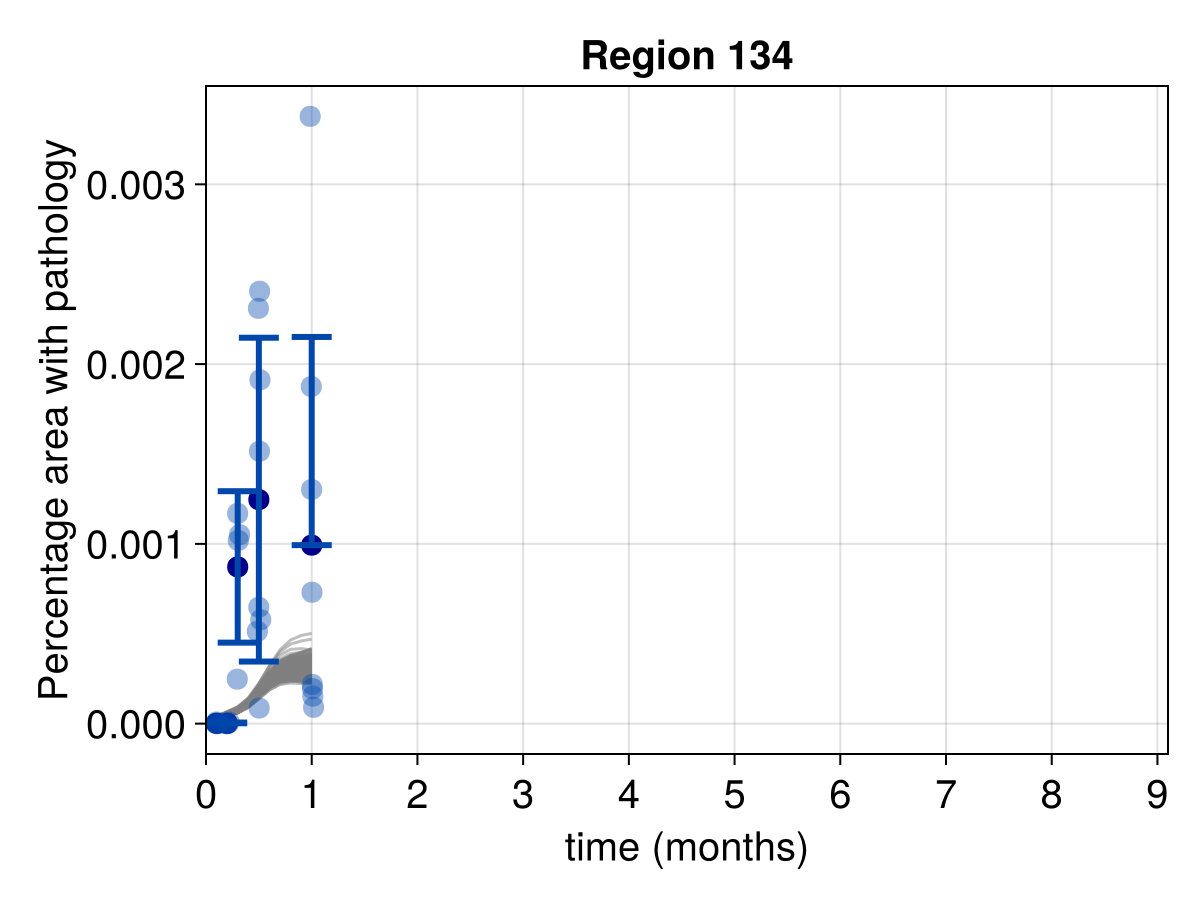 Region 134
Percentage area with pathology
0.003
0.002
0.001
0.000
0 1 2 3 4 5 6 7 8 9
time (months)